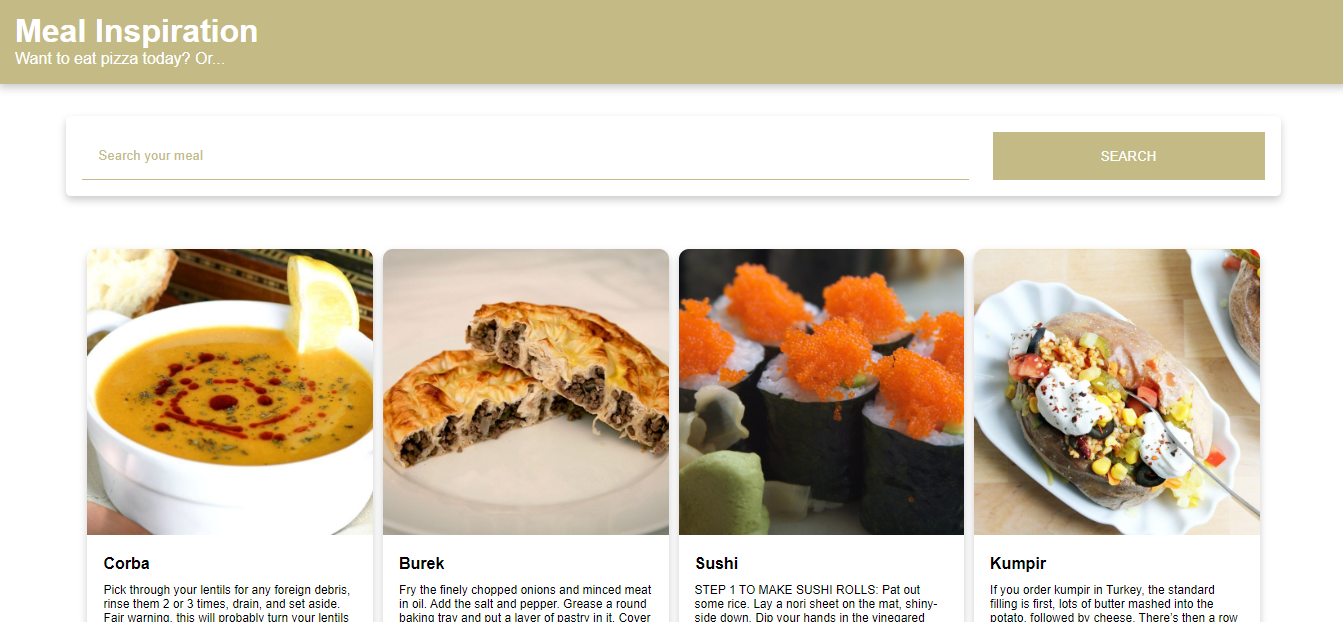 Meal Inspiration
Want to eat pizza today? Or...
Search your meal
SEARCH
Corba
Pick through your lentils for any foreign debris,
rinse them 2 or 3 times, drain, and set aside.
Fair warning, this will probably turn your lentils
Burek
Fry the finely chopped onions and minced meat
in oil. Add the salt and pepper. Grease a round
baking tray and put a layer of pastry in it. Cover
Sushi
STEP 1 TO MAKE SUSHI ROLLS: Pat out
some rice. Lay a nori sheet on the mat, shiny-
side down. Dip your hands in the vinegared
Kumpir
If you order kumpir in Turkey, the standard
filling is first, lots of butter mashed into the
potato, followed by cheese. There's then a row